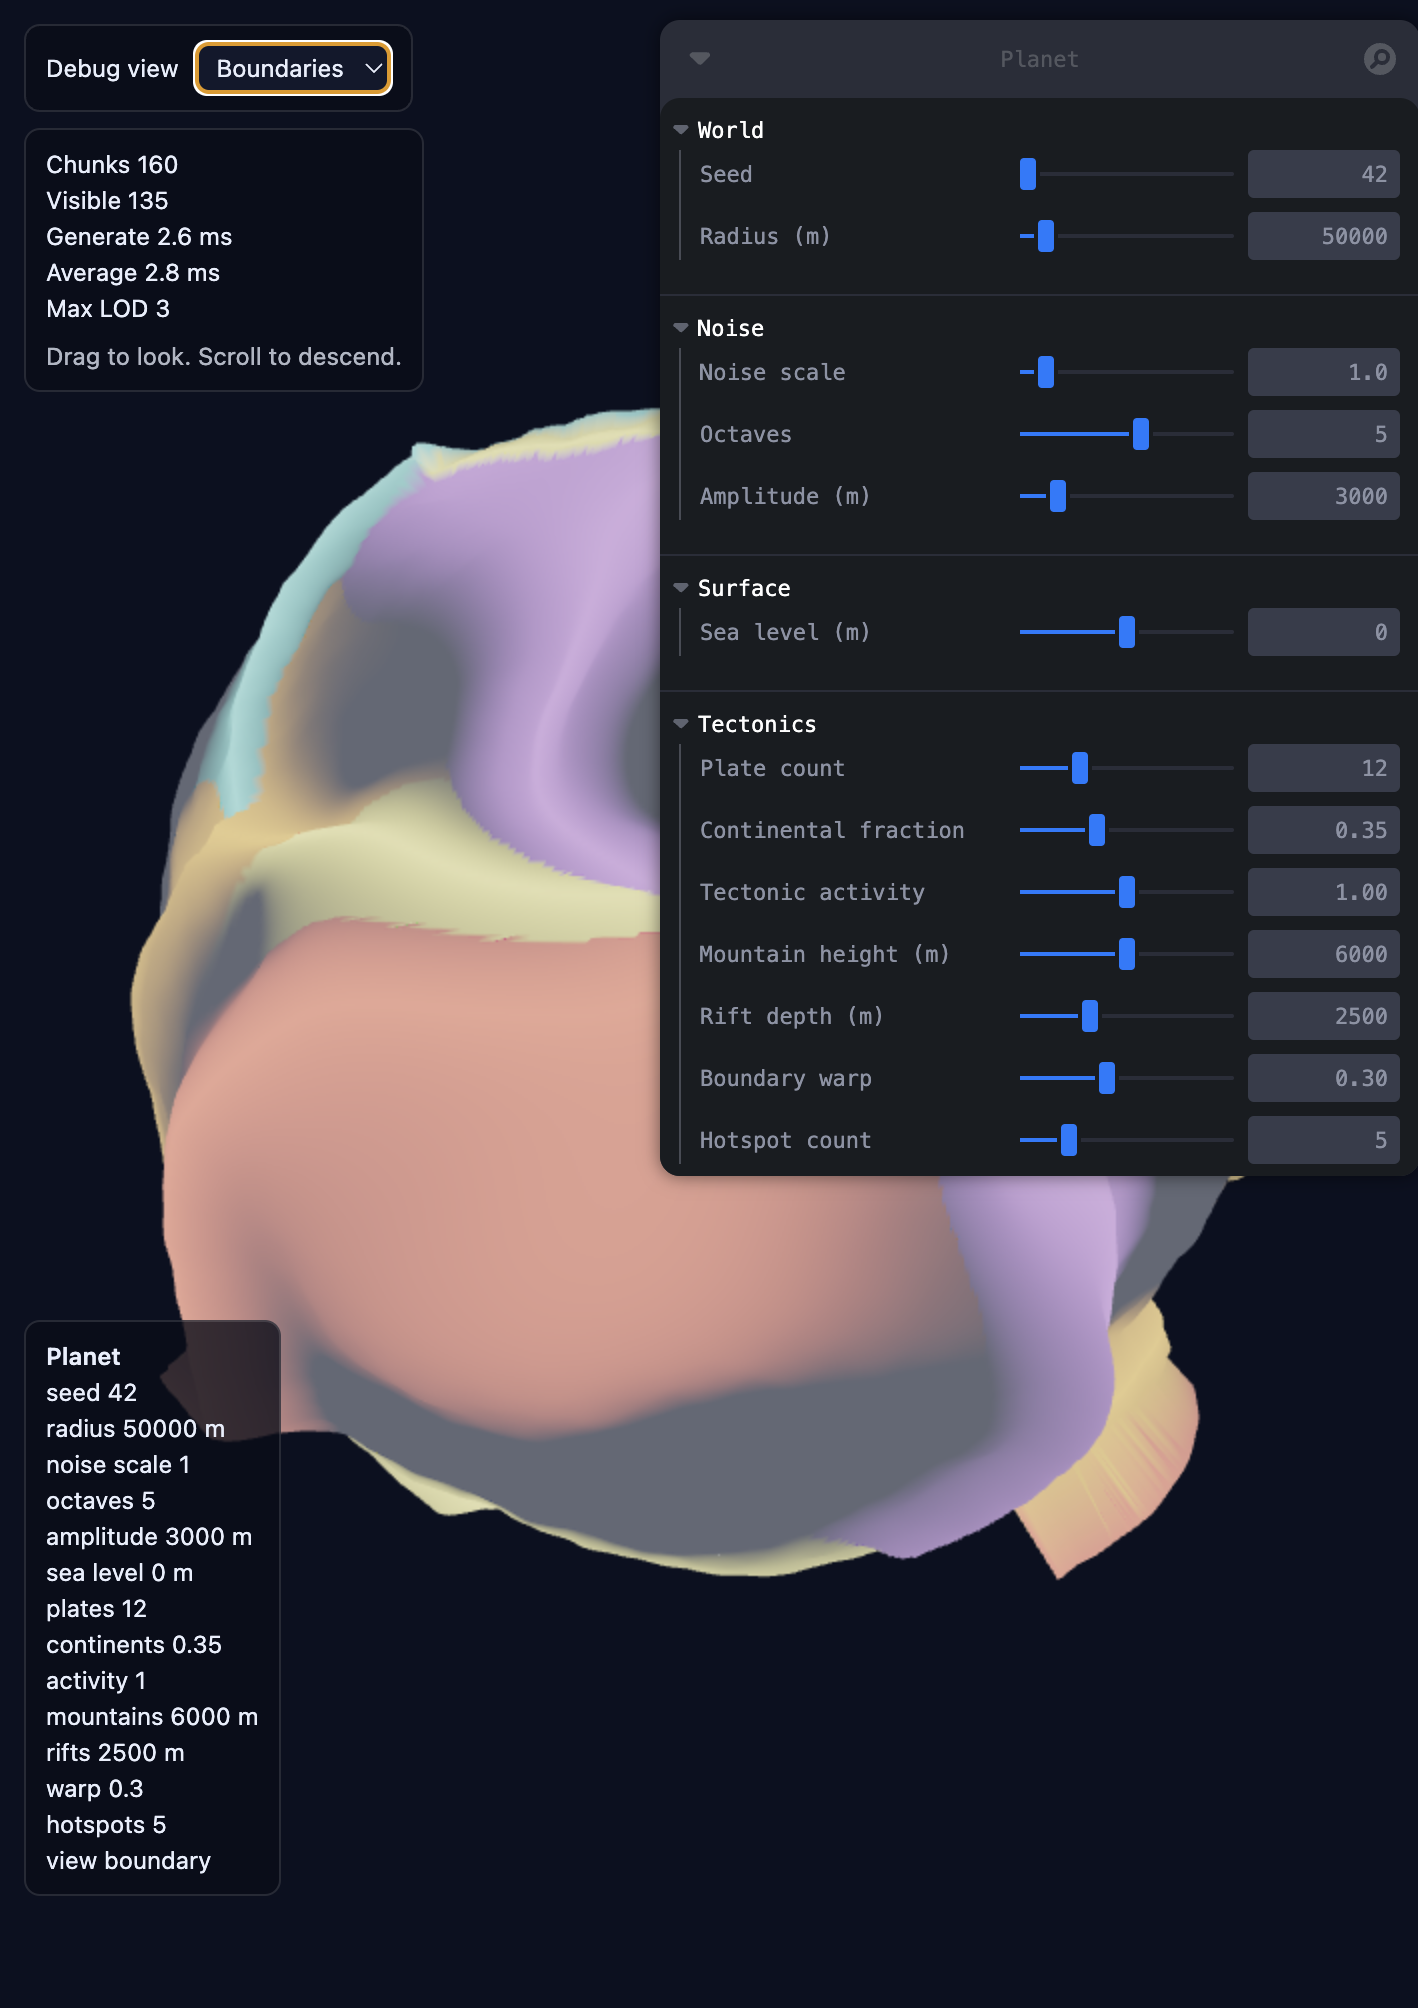 Debug view Boundaries
Chunks 160
Visible 135
Generate 2.6 ms
Average 2.8 ms
Max LOD 3
Drag to look. Scroll to descend.
Planet
World
Seed 42
Radius (m) 50000
Noise
Noise scale 1.0
Octaves 5
Amplitude (m) 3000
Surface
Sea level (m) 0
Tectonics
Plate count 12
Continental fraction 0.35
Tectonic activity 1.00
Mountain height (m) 6000
Rift depth (m) 2500
Boundary warp 0.30
Hotspot count 5
Planet
seed 42
radius 50000 m
noise scale 1
octaves 5
amplitude 3000 m
sea level 0 m
plates 12
continents 0.35
activity 1
mountains 6000 m
rifts 2500 m
warp 0.3
hotspots 5
view boundary